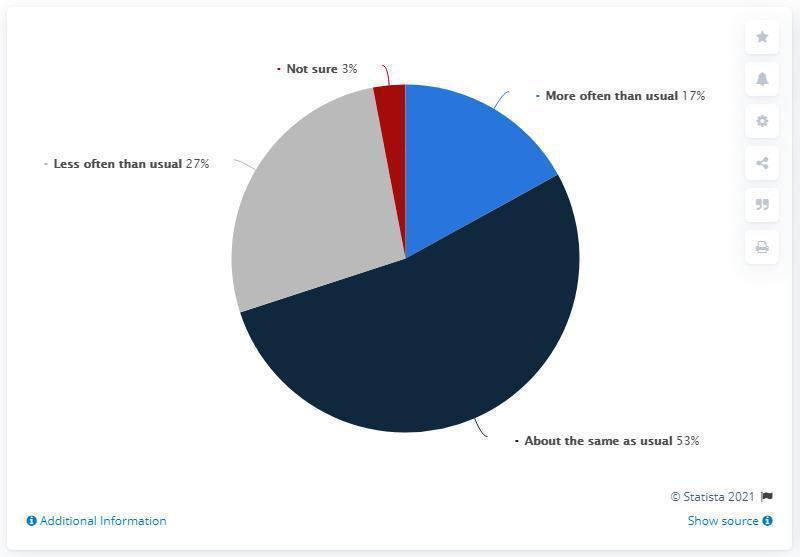 Not sure 3%
More often than usual 17%
Less often than usual 27%
About the same as usual 53%
© Statista 2021
Additional Information
Show source